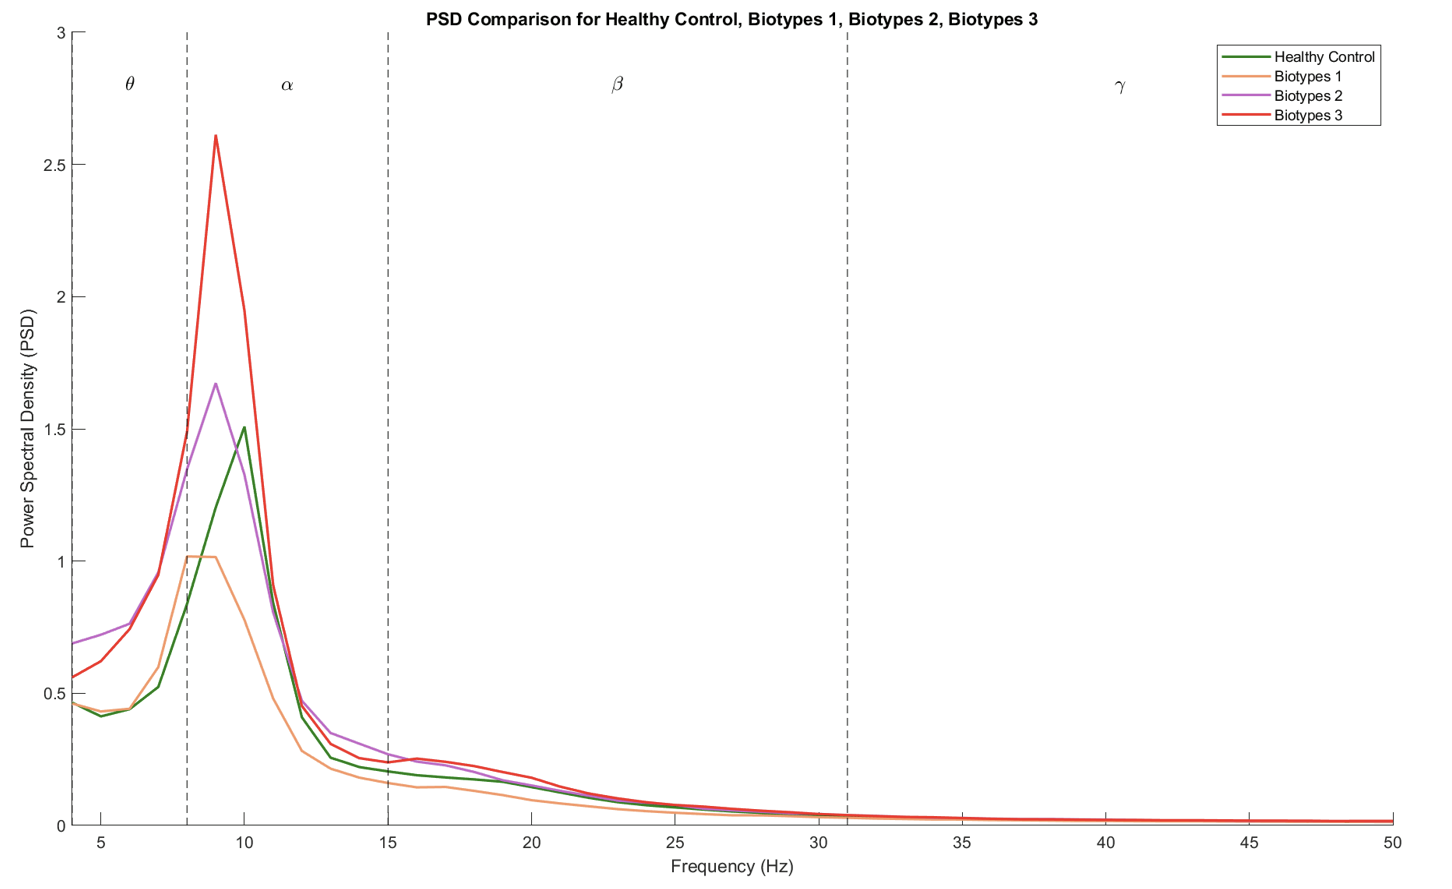 PSD Comparison for Healthy Control, Biotypes 1, Biotypes 2, Biotypes 3
θ α β γ
Healthy Control
Biotypes 1
Biotypes 2
Biotypes 3
Power Spectral Density (PSD)
3
2.5
2
1.5
1
0.5
0
5 10 15 20 25 30 35 40 45 50
Frequency (Hz)